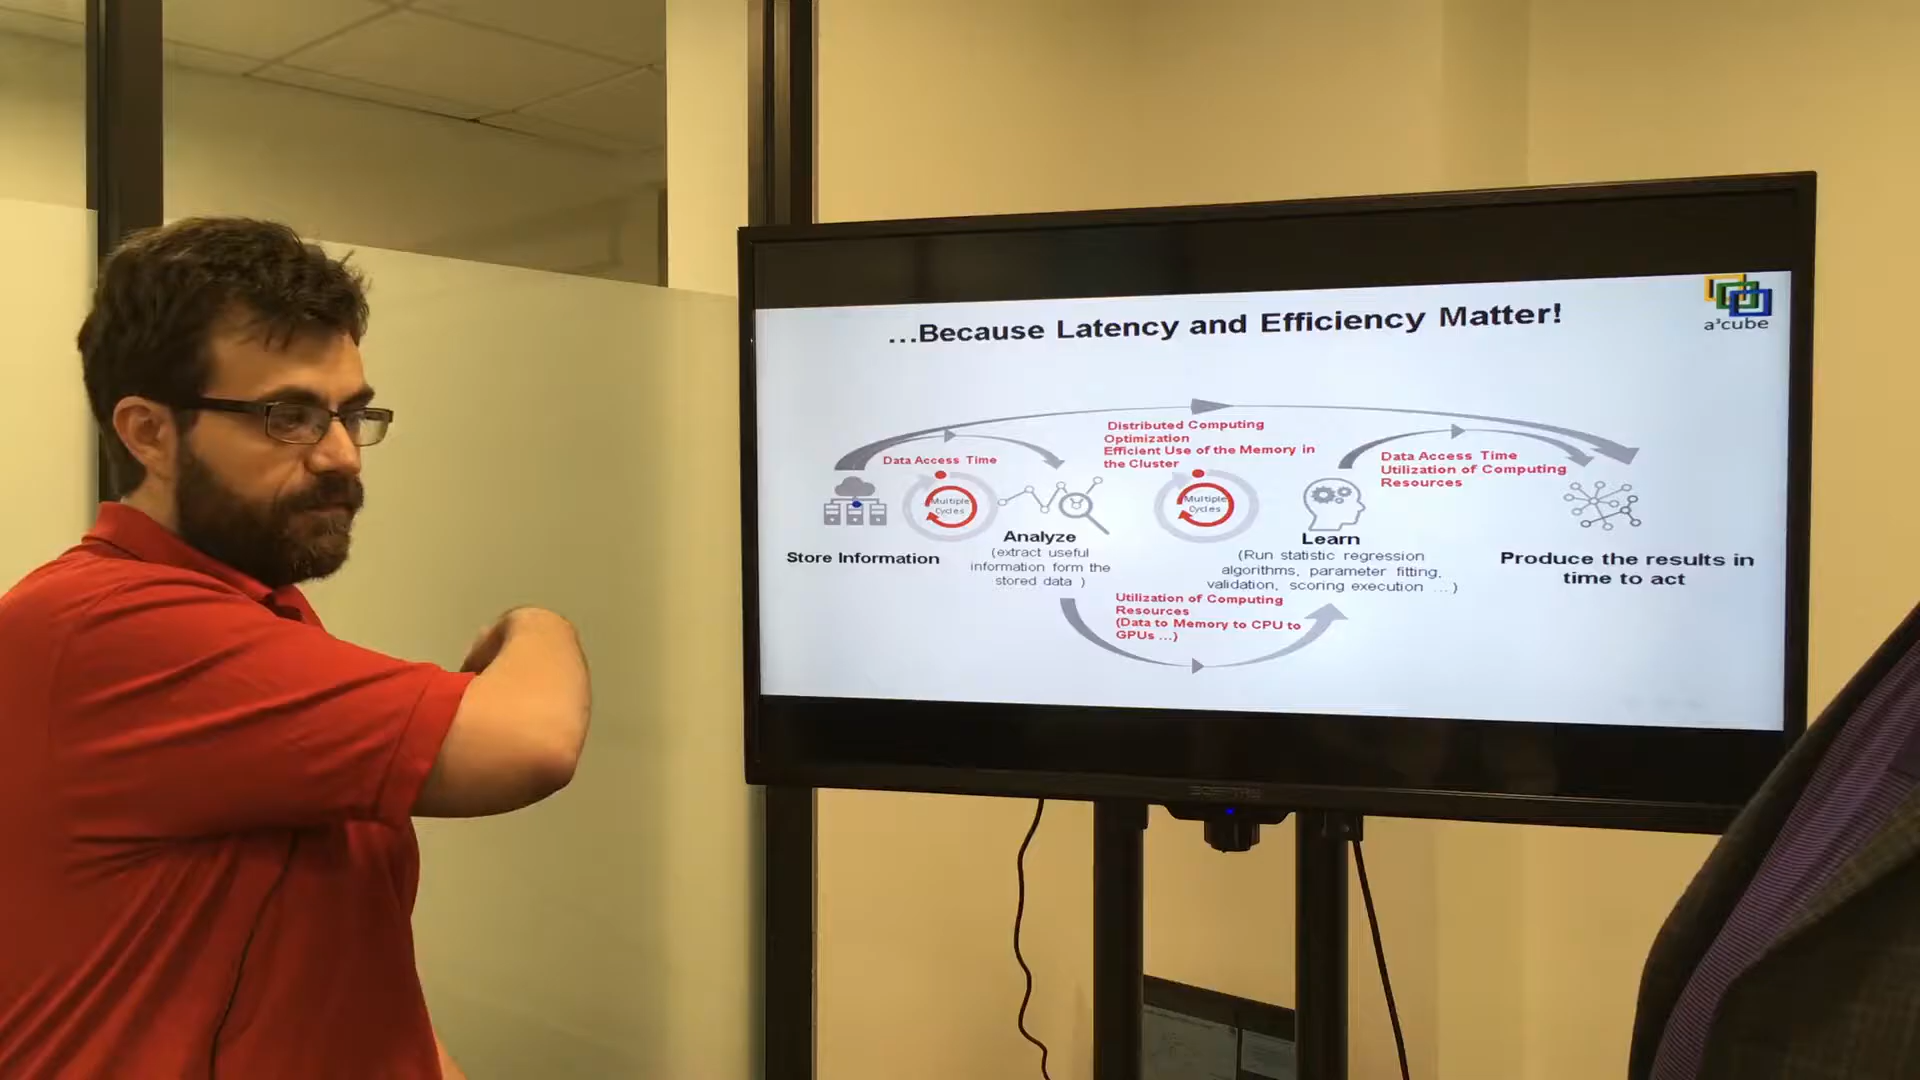 ...Because Latency and Efficiency Matter!
a³cube
Distributed Computing
Optimization
Efficient Use of the Memory in
the Cluster
Data Access Time
Data Access Time
Utilization of Computing
Resources
Multiple
Cycles
Multiple
Cycles
Store Information
Analyze
(extract useful
information form the
stored data )
Learn
(Run statistic regression
algorithms, parameter fitting,
validation, scoring execution ...)
Produce the results in
time to act
Utilization of Computing
Resources
(Data to Memory to CPU to
GPUs ...)